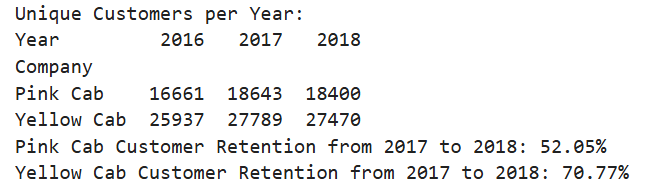 Unique Customers per Year:
Year 2016 2017 2018
Company
Pink Cab 16661 18643 18400
Yellow Cab 25937 27789 27470
Pink Cab Customer Retention from 2017 to 2018: 52.05%
Yellow Cab Customer Retention from 2017 to 2018: 70.77%